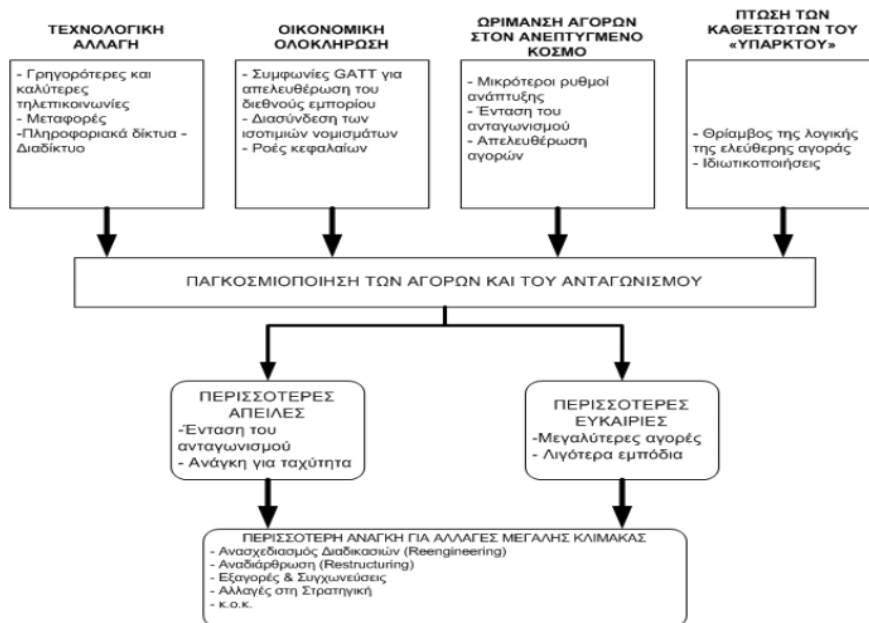 ΤΕΧΝΟΛΟΓΙΚΗ
ΑΛΛΑΓΗ
- Γρηγορότερες και
καλύτερες
τηλεπικοινωνίες
- Μεταφορές
-Πληροφοριακά δίκτυα -
Διαδίκτυο
ΟΙΚΟΝΟΜΙΚΗ
ΟΛΟΚΛΗΡΩΣΗ
- Συμφωνίες GATT για
απελευθέρωση του
διεθνούς εμπορίου
- Διασύνδεση των
ισοτιμιών νομισμάτων
- Ροές κεφαλαίων
ΩΡΙΜΑΝΣΗ ΑΓΟΡΩΝ
ΣΤΟΝ ΑΝΕΠΤΥΓΜΕΝΟ
ΚΟΣΜΟ
- Μικρότεροι ρυθμοί
ανάπτυξης
- Ένταση του
ανταγωνισμού
- Απελευθέρωση
αγορών
ΠΤΩΣΗ ΤΩΝ
ΚΑΘΕΣΤΩΤΩΝ ΤΟΥ
«ΥΠΑΡΚΤΟΥ»
- Θρίαμβος της λογικής
της ελεύθερης αγοράς
- Ιδιωτικοποιήσεις
ΠΑΓΚΟΣΜΙΟΠΟΙΗΣΗ ΤΩΝ ΑΓΟΡΩΝ ΚΑΙ ΤΟΥ ΑΝΤΑΓΩΝΙΣΜΟΥ
ΠΕΡΙΣΣΟΤΕΡΕΣ
ΑΠΕΙΛΕΣ
-Ένταση του
ανταγωνισμού
- Ανάγκη για ταχύτητα
ΠΕΡΙΣΣΟΤΕΡΕΣ
ΕΥΚΑΙΡΙΕΣ
-Μεγαλύτερες αγορές
- Λιγότερα εμπόδια
ΠΕΡΙΣΣΟΤΕΡΗ ΑΝΑΓΚΗ ΓΙΑ ΑΛΛΑΓΕΣ ΜΕΓΑΛΗΣ ΚΛΙΜΑΚΑΣ
- Ανασχεδιασμός Διαδικασιών (Reengineering)
- Αναδιάρθρωση (Restructuring)
- Εξαγορές & Συγχωνεύσεις
- Αλλαγές στη Στρατηγική
- κ.ο.κ.